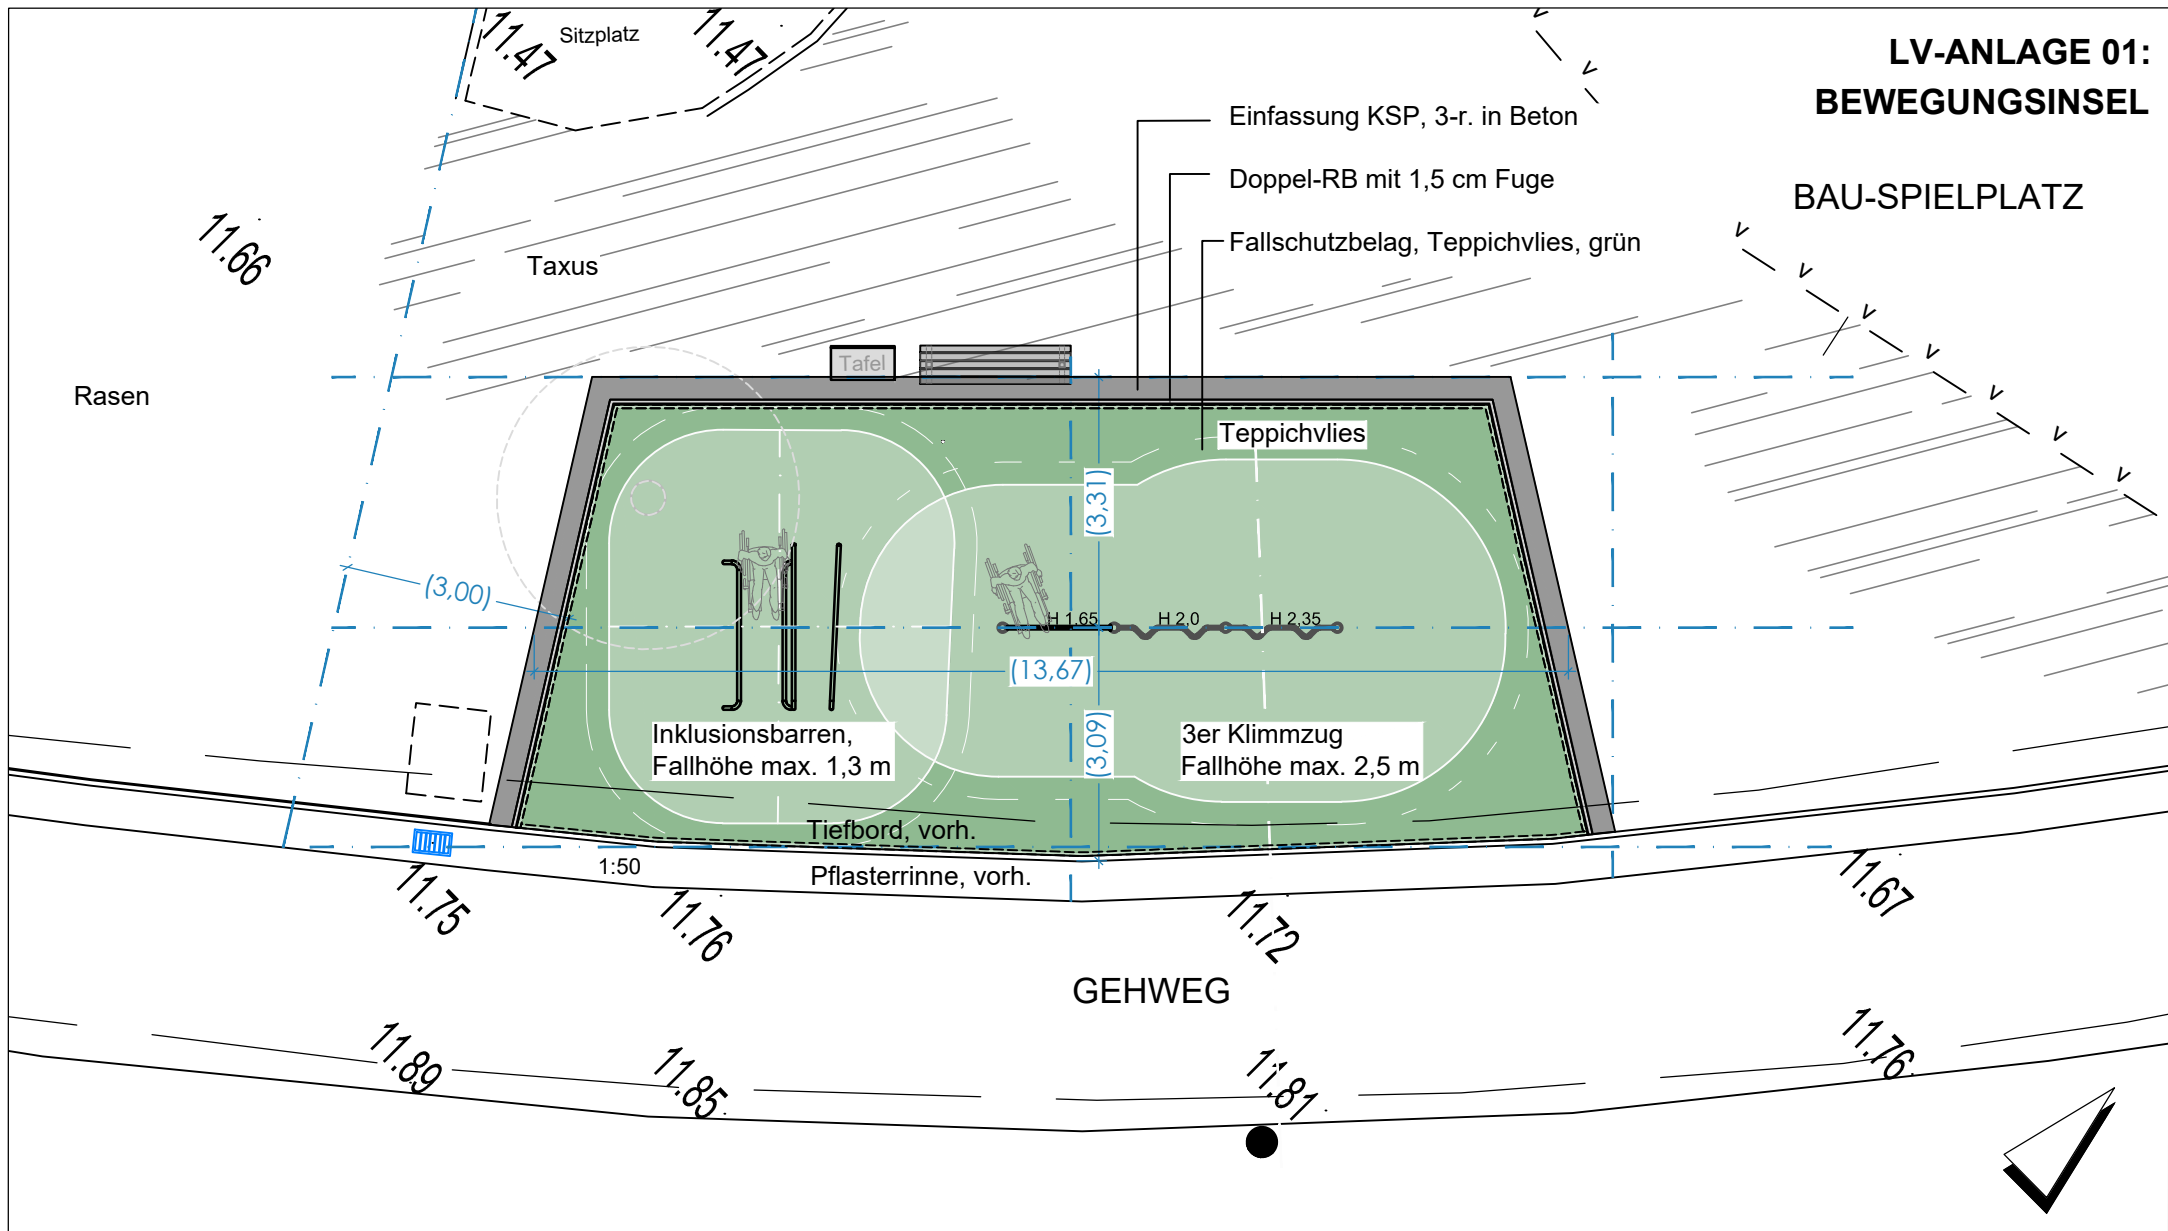 11.47
Sitzplatz
11.47
LV-ANLAGE 01:
BEWEGUNGSINSEL
Einfassung KSP, 3-r. in Beton
Doppel-RB mit 1,5 cm Fuge
BAU-SPIELPLATZ
Fallschutzbelag, Teppichvlies, grün
11.66
Taxus
v
v
v
v
v
v
v
v
v
Tafel
Rasen
Teppichvlies
(3,31)
(3,00)
H 1,65
H 2,0
H 2,35
(13,67)
(3,09)
Inklusionsbarren,
Fallhöhe max. 1,3 m
3er Klimmzug
Fallhöhe max. 2,5 m
Tiefbord, vorh.
1:50
Pflasterrinne, vorh.
11.75
11.76
11.72
11.67
GEHWEG
11.89
11.85
11.81
11.76